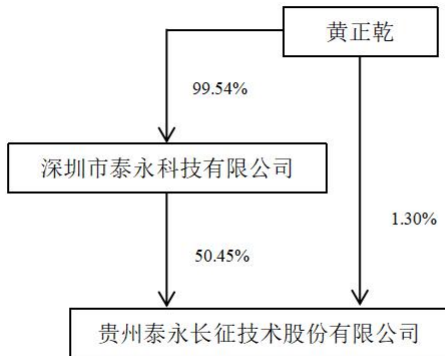 黄正乾
99.54%
深圳市泰永科技有限公司
1.30%
50.45%
贵州泰永长征技术股份有限公司